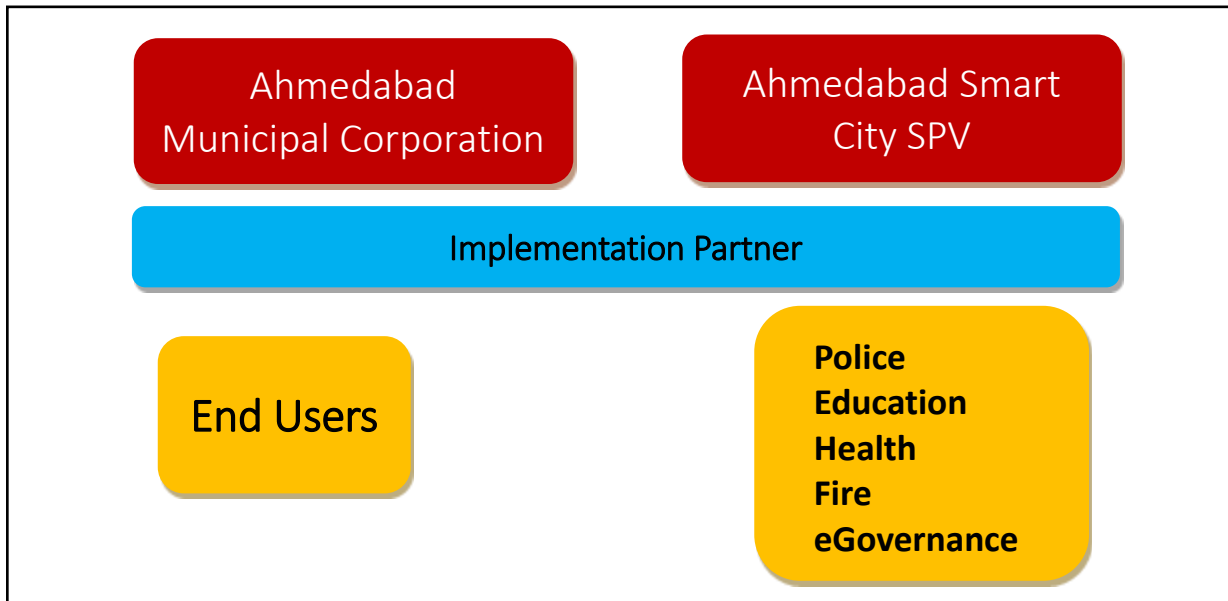 Ahmedabad
Municipal Corporation
Ahmedabad Smart
City SPV
Implementation Partner
End Users
Police
Education
Health
Fire
eGovernance